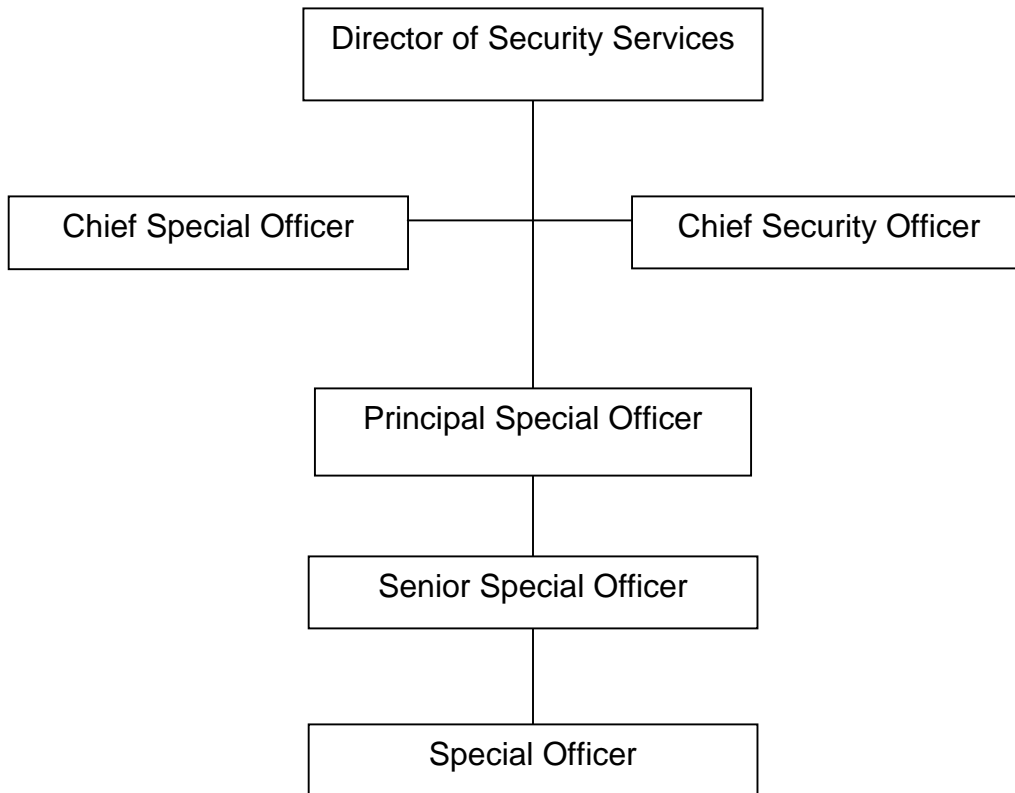 Director of Security Services
Chief Special Officer
Chief Security Officer
Principal Special Officer
Senior Special Officer
Special Officer